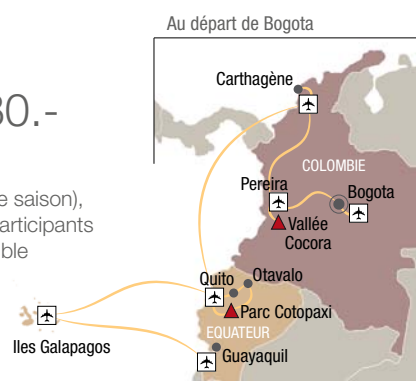 Au départ de Bogota
Carthagène
80.-
COLOMBIE
e saison),
articipants
ble
Pereira
Bogota
Vallée
Cocora
Quito
Otavalo
Parc Cotopaxi
EQUATEUR
Iles Galapagos
Guayaquil